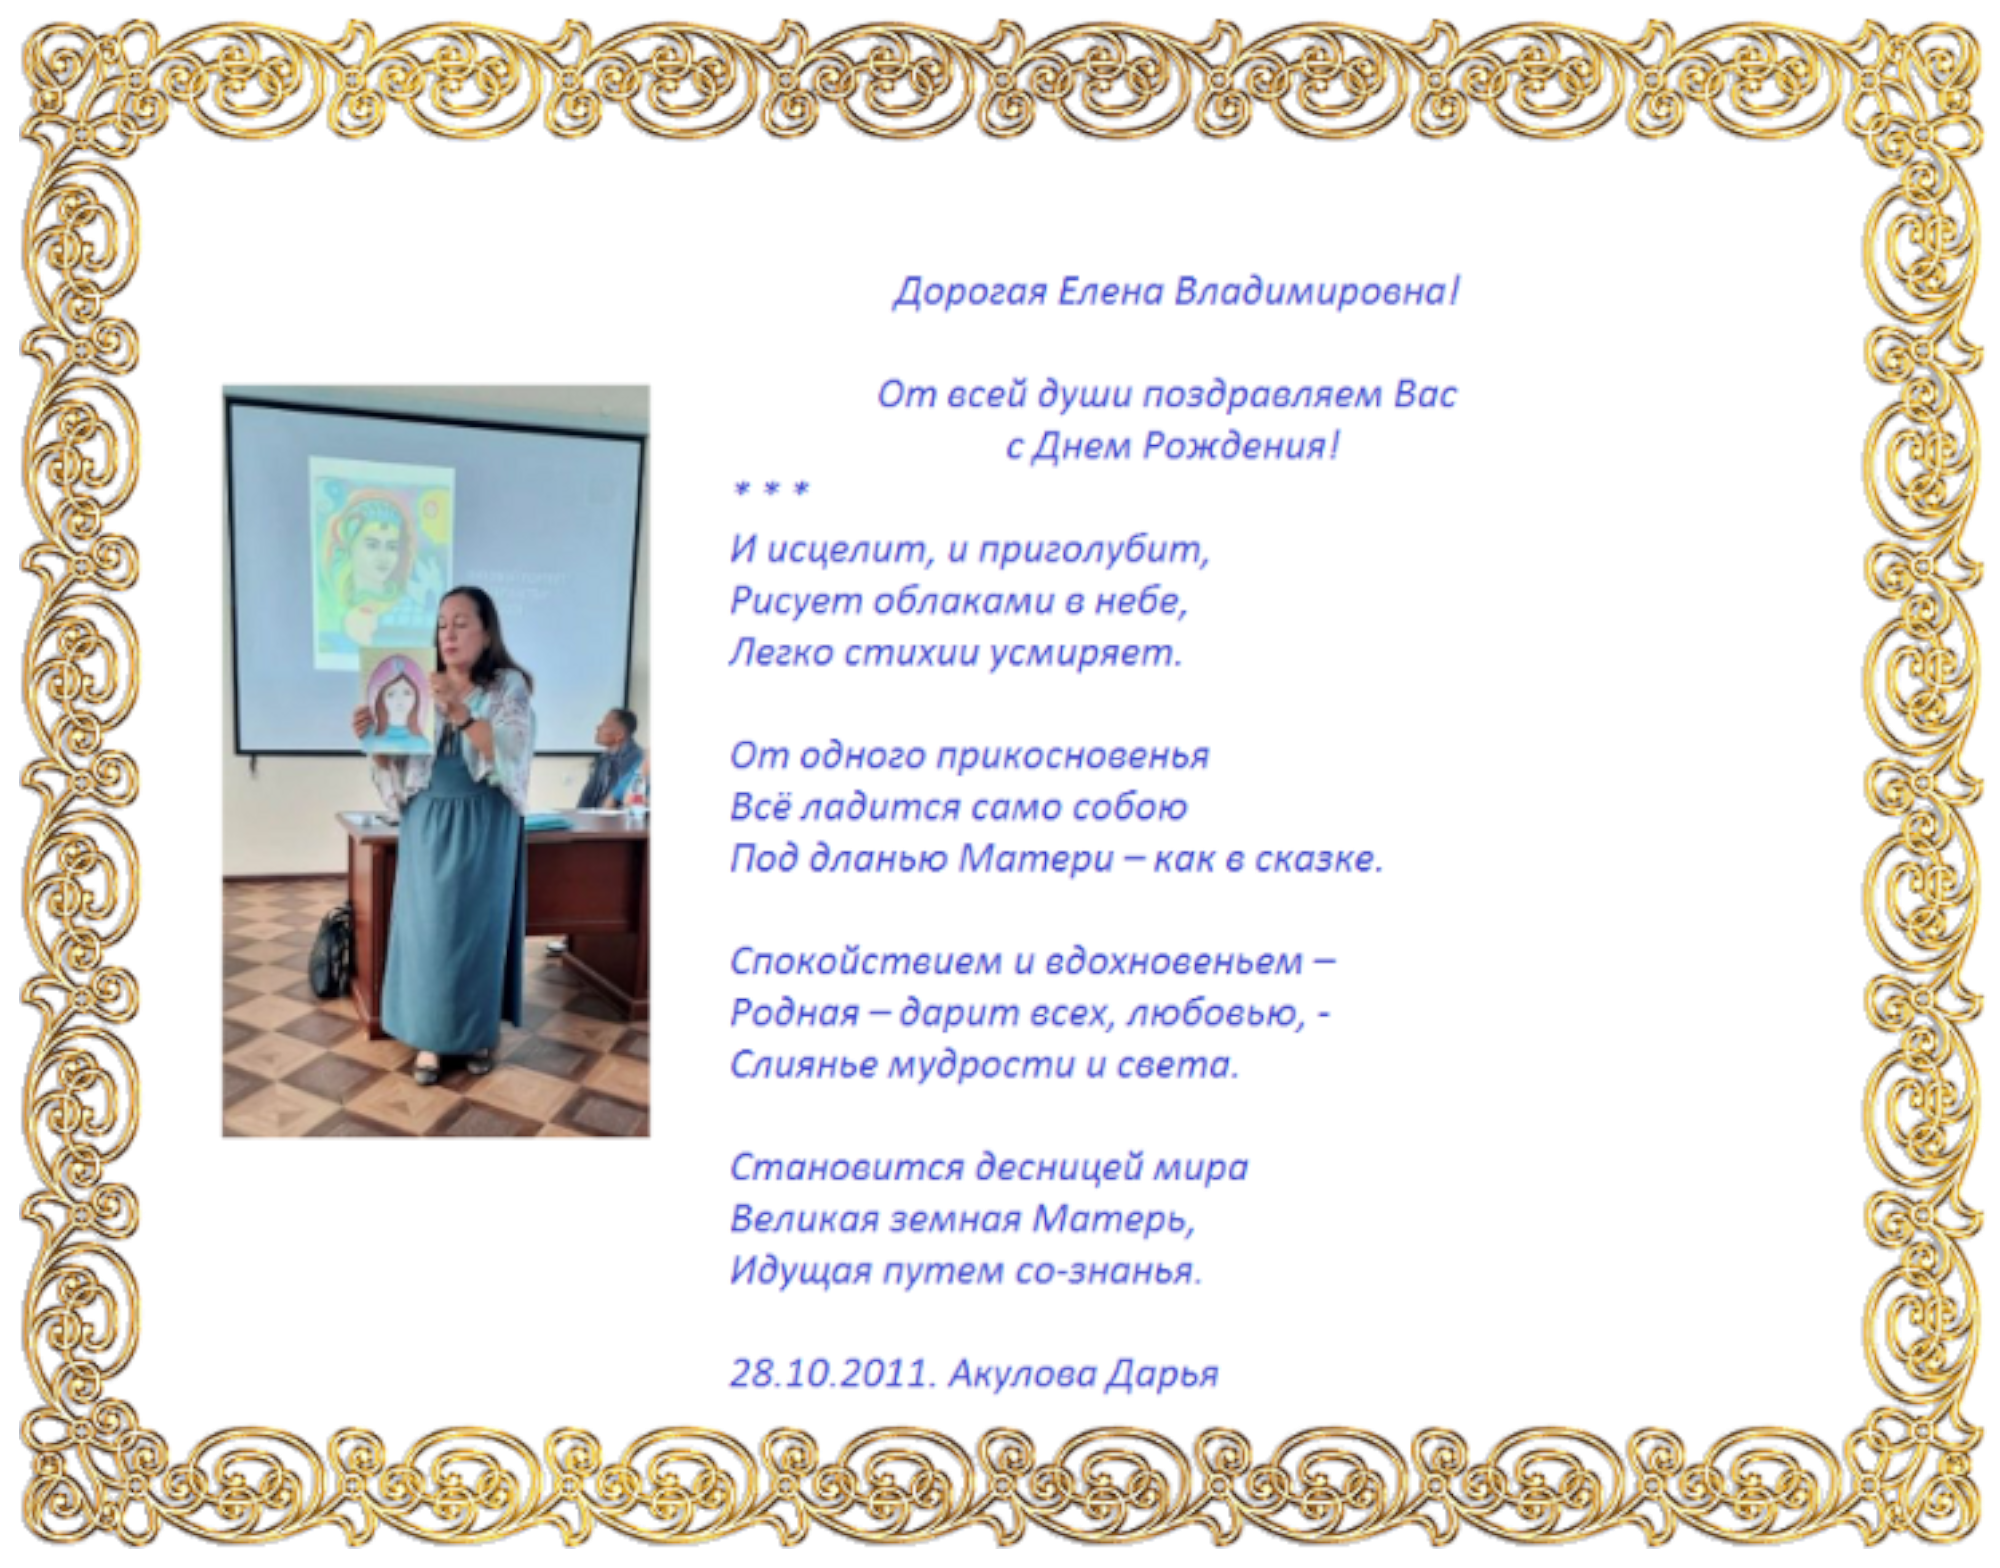 Дорогая Елена Владимировна!
От всей души поздравляем Вас
с Днем Рождения!
* * *
И исцелит, и приголубит,
Рисует облаками в небе,
Легко стихии усмиряет.
От одного прикосновенья
Всё ладится само собою
Под дланью Матери – как в сказке.
Спокойствием и вдохновеньем –
Родная – дарит всех, любовью, -
Слиянье мудрости и света.
Становится десницей мира
Великая земная Матерь,
Идущая путем со-знанья.
28.10.2011. Акулова Дарья